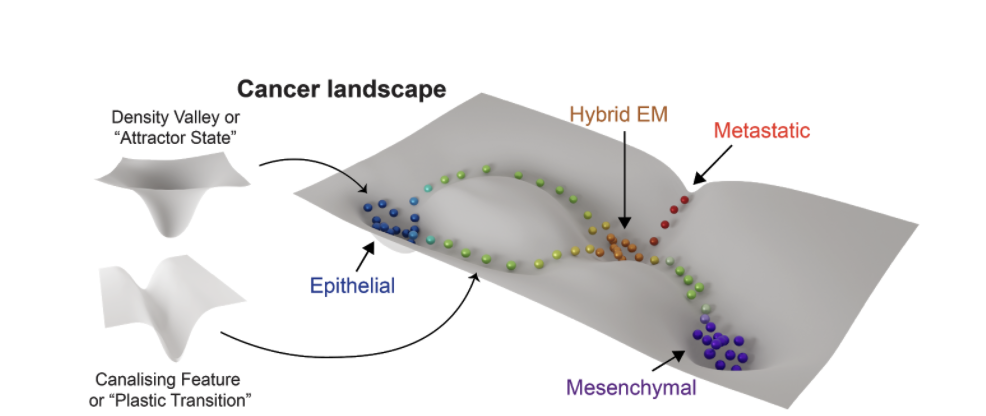 Cancer landscape
Density Valley or
“Attractor State”
Hybrid EM
Metastatic
Epithelial
Canalising Feature
or “Plastic Transition”
Mesenchymal